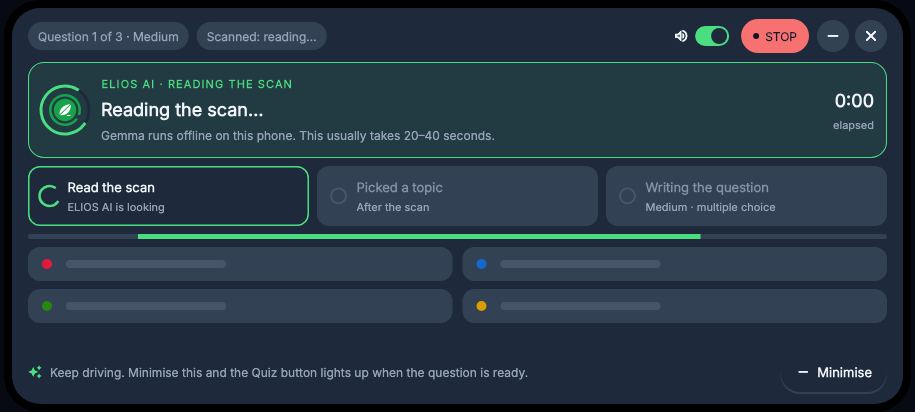 Question 1 of 3 · Medium
Scanned: reading...
STOP
ELIOS AI · READING THE SCAN
Reading the scan...
Gemma runs offline on this phone. This usually takes 20–40 seconds.
0:00
elapsed
Read the scan
ELIOS AI is looking
Picked a topic
After the scan
Writing the question
Medium · multiple choice
Keep driving. Minimise this and the Quiz button lights up when the question is ready.
Minimise